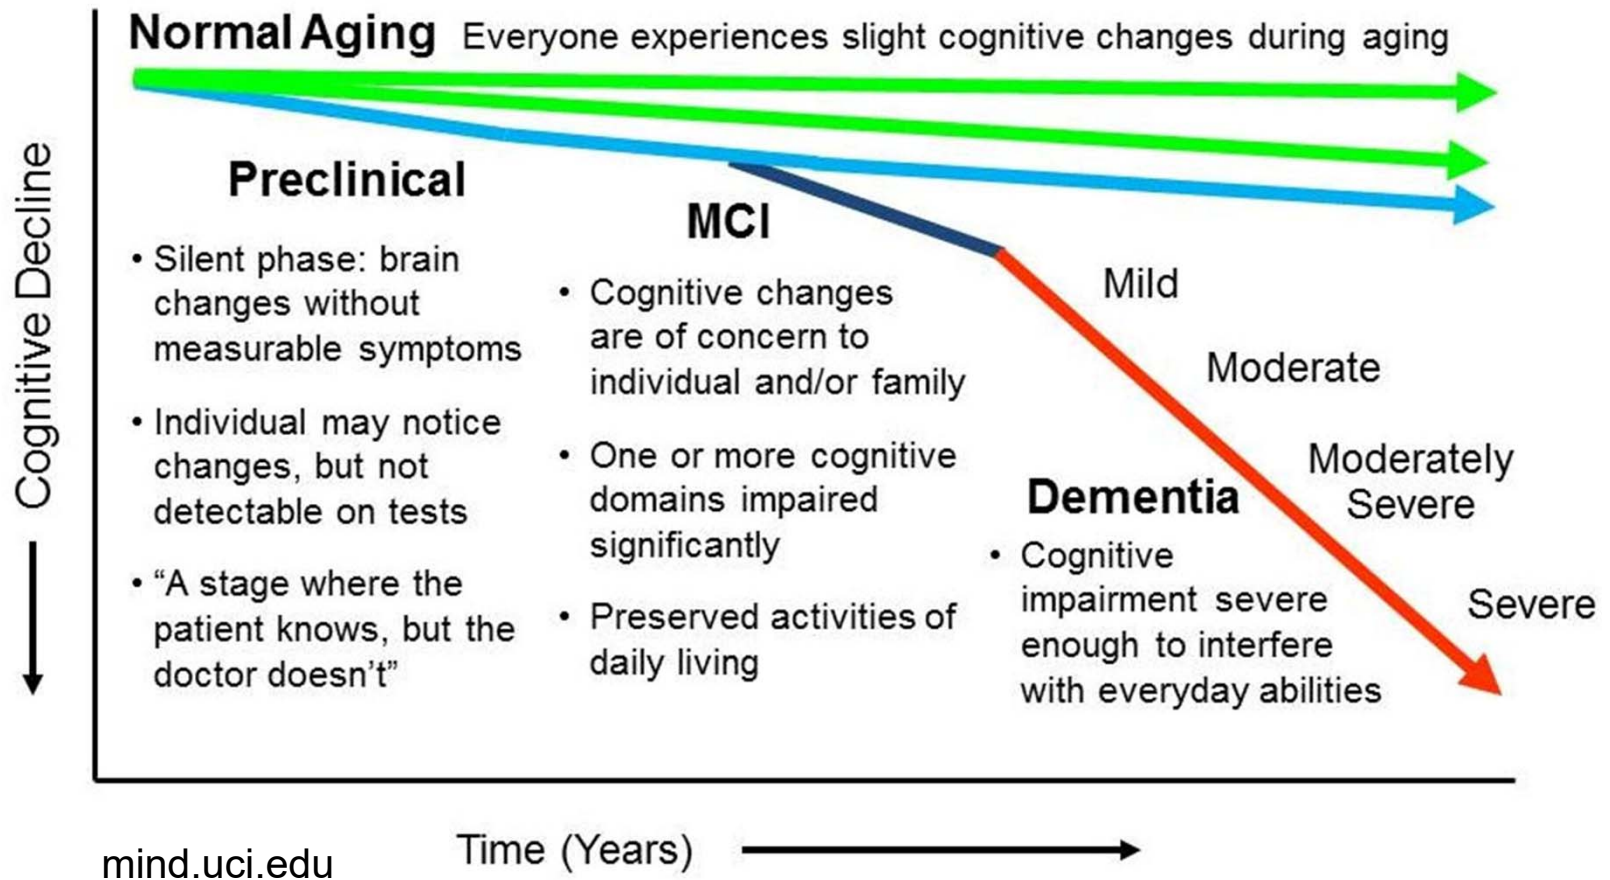 Normal Aging Everyone experiences slight cognitive changes during aging
Cognitive Decline
Preclinical
• Silent phase: brain
changes without
measurable symptoms
• Individual may notice
changes, but not
detectable on tests
• “A stage where the
patient knows, but the
doctor doesn’t”
MCI
• Cognitive changes
are of concern to
individual and/or family
• One or more cognitive
domains impaired
significantly
• Preserved activities of
daily living
Dementia
• Cognitive
impairment severe
enough to interfere
with everyday abilities
Mild
Moderate
Moderately
Severe
Severe
Time (Years)
mind.uci.edu